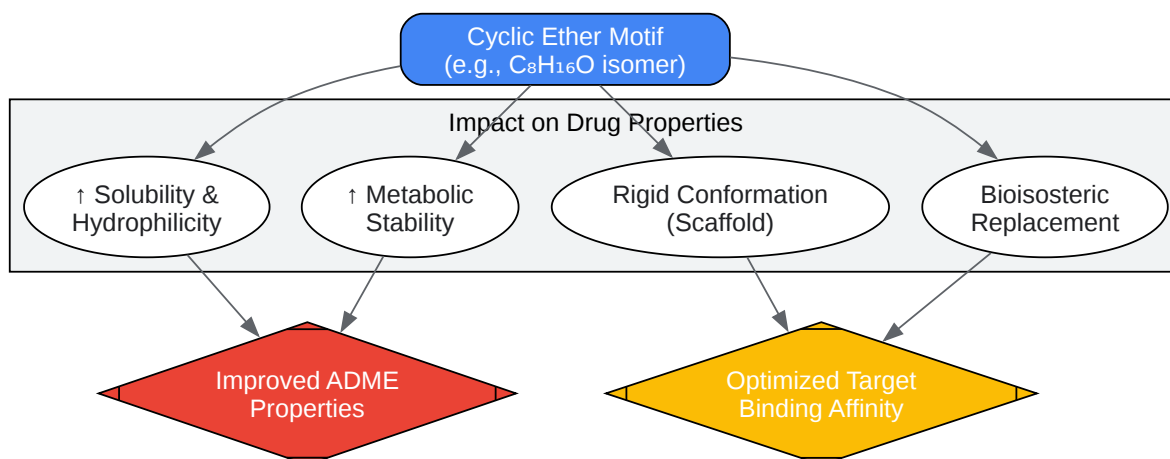 Cyclic Ether Motif
(e.g., C₈H₁₆O isomer)
Impact on Drug Properties
↑ Solubility &
Hydrophilicity
↑ Metabolic
Stability
Rigid Conformation
(Scaffold)
Bioisosteric
Replacement
Improved ADME
Properties
Optimized Target
Binding Affinity